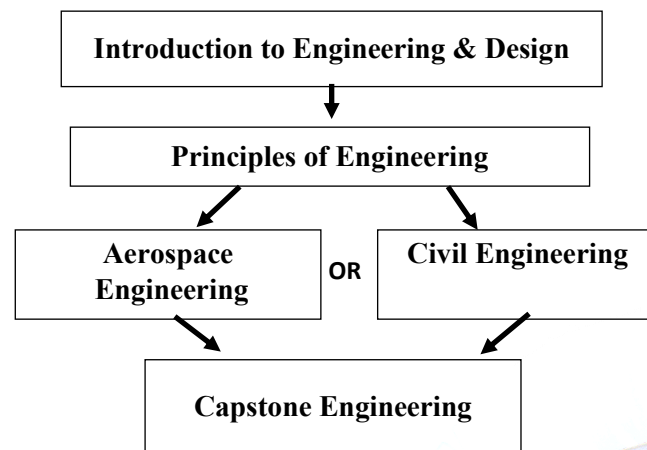 Introduction to Engineering & Design
Principles of Engineering
Aerospace
Engineering
OR
Civil Engineering
Capstone Engineering